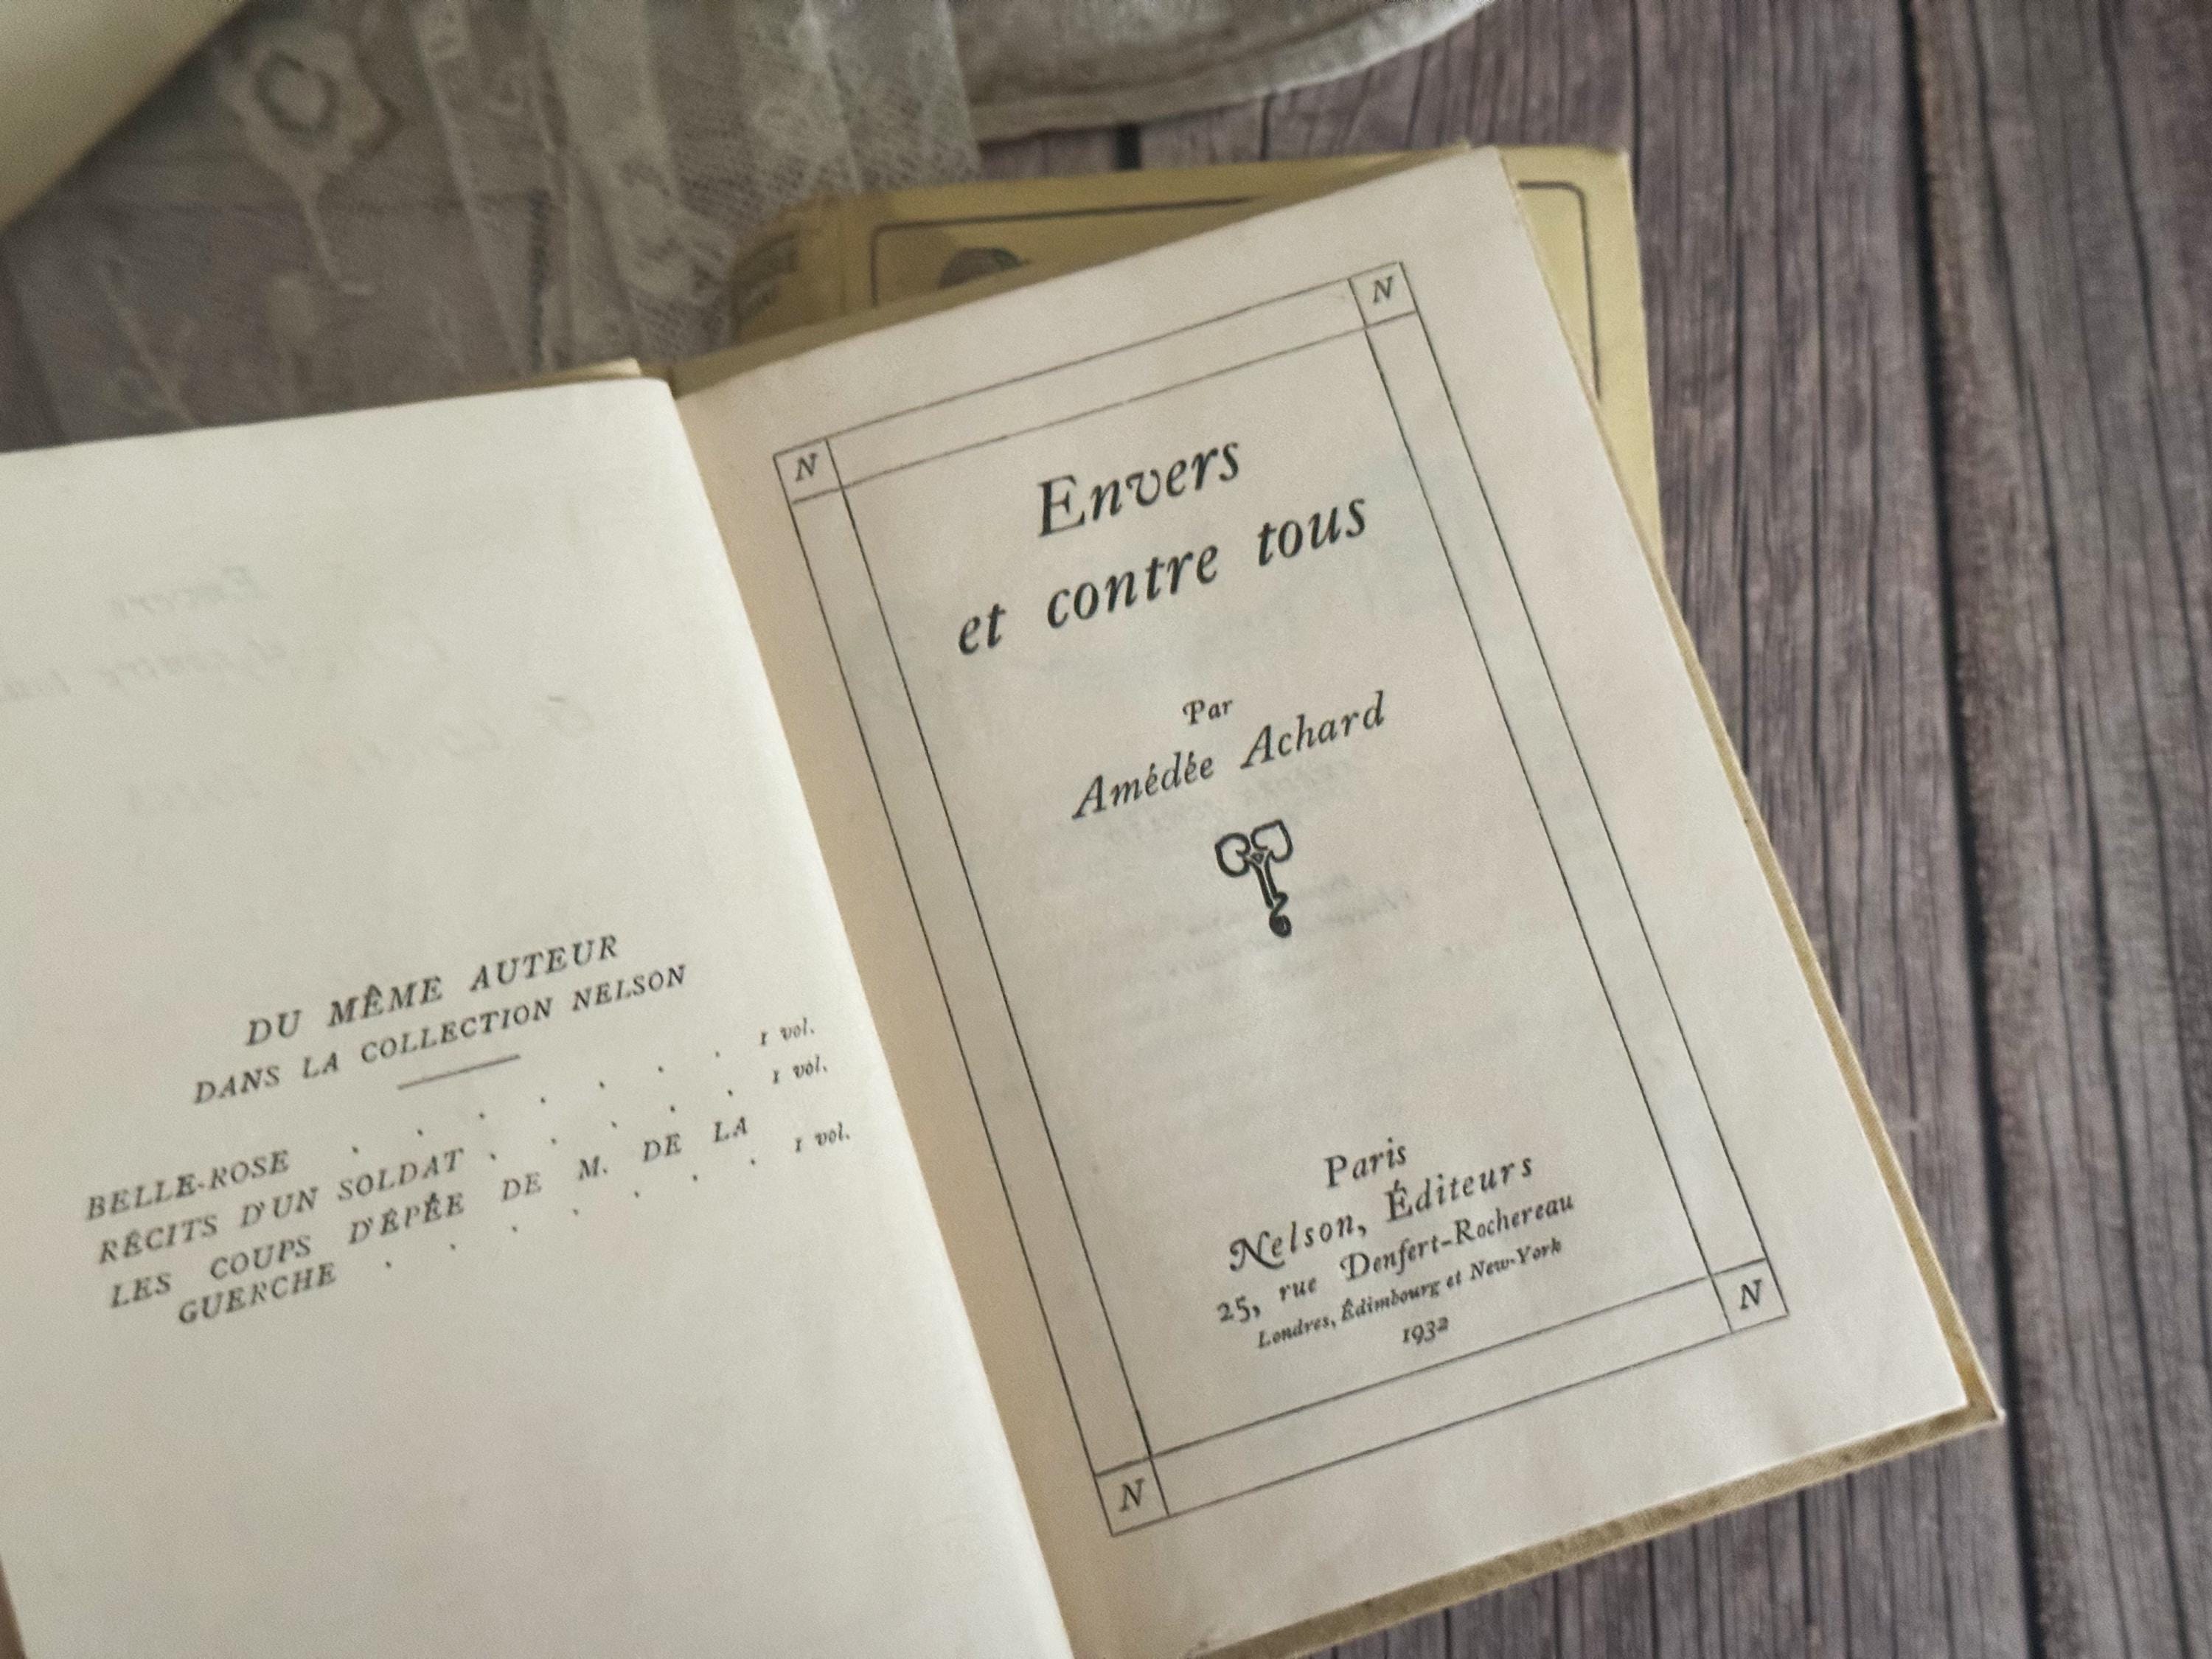 DU MÊME AUTEUR
DANS LA COLLECTION NELSON
BELLE-ROSE . . . . . . . 1 vol.
RÉCITS D'UN SOLDAT . . . . . 1 vol.
LES COUPS D'ÉPÉE DE M. DE LA
GUERCHE . . . . . . . 1 vol.
N N
Envers
et contre tous
Par
Amédée Achard
Paris
Nelson, Éditeurs
25, rue Denfert-Rochereau
Londres, Édimbourg et New-York
1932
N N